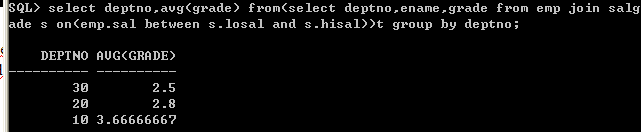 SQL> select deptno,avg(grade) from(select deptno,ename,grade from emp join salg
ade s on(emp.sal between s.losal and s.hisal))t group by deptno;
DEPTNO AVG(GRADE)
---------- ----------
30 2.5
20 2.8
10 3.66666667